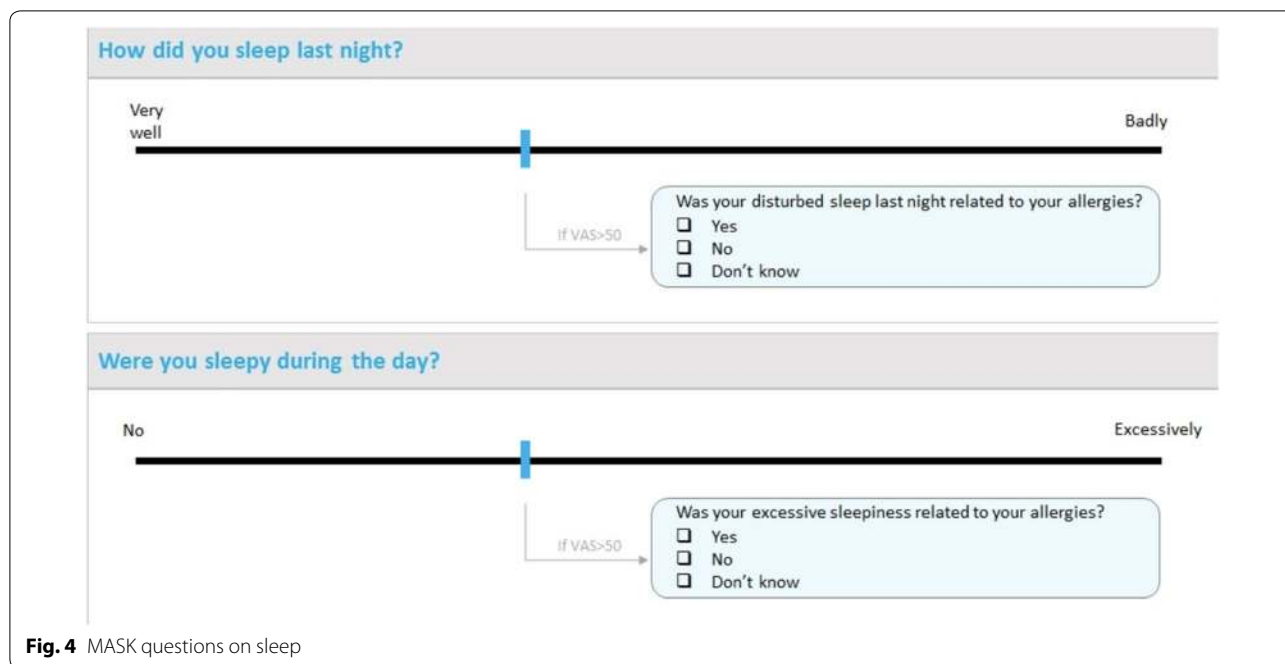 How did you sleep last night?
Very
well
Badly
Was your disturbed sleep last night related to your allergies?
If VAS>50
❑ Yes
❑ No
❑ Don't know
Were you sleepy during the day?
No
Excessively
Was your excessive sleepiness related to your allergies?
If VAS>50
❑ Yes
❑ No
❑ Don't know
Fig. 4 MASK questions on sleep